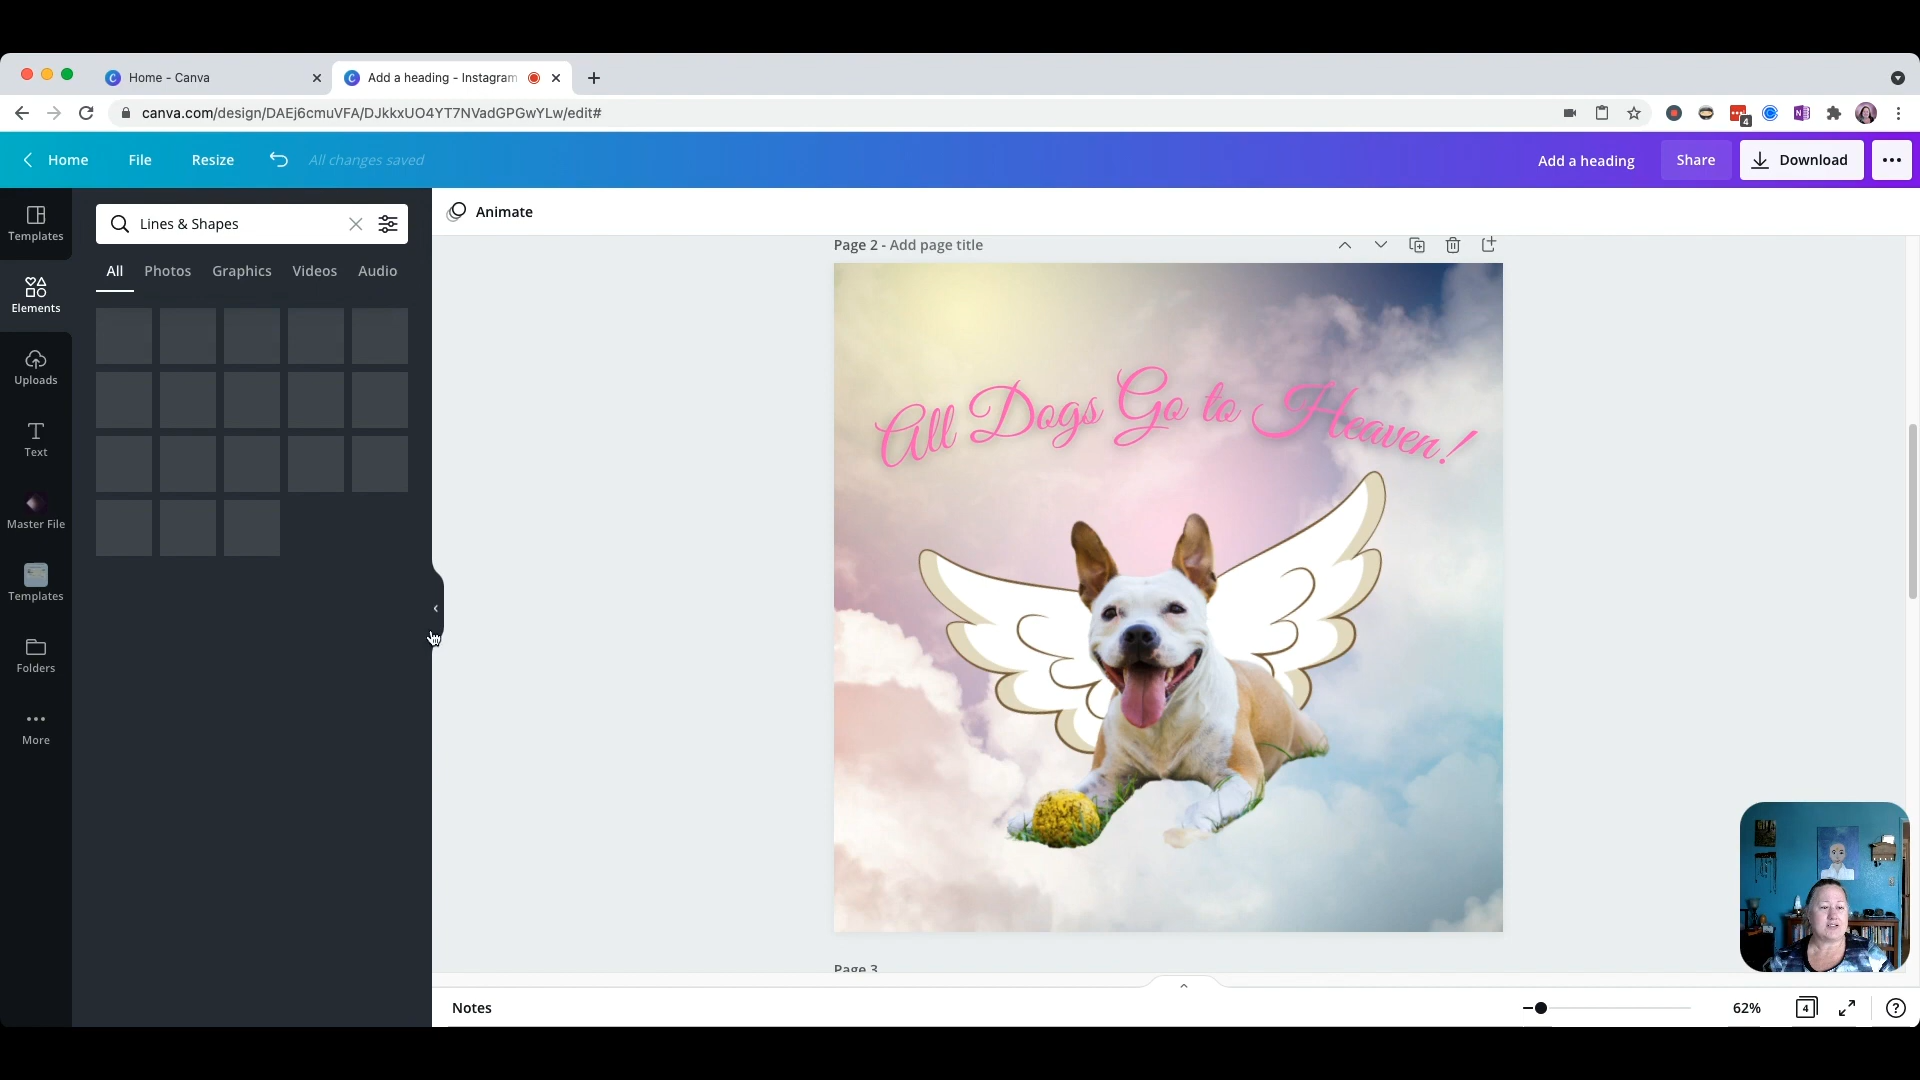 Home - Canva
Add a heading - Instagram
canva.com/design/DAEj6cmuVFA/DJkkxUO4YT7NVadGPGwYLw/edit#
4
Home
File
Resize
All changes saved
Add a heading
Share
Download
Templates
Elements
Uploads
Text
Master File
Templates
Folders
More
Lines & Shapes
All
Photos
Graphics
Videos
Audio
Animate
Page 2 - Add page title
All Dogs Go to Heaven!
Page 3
Notes
62%
4
?